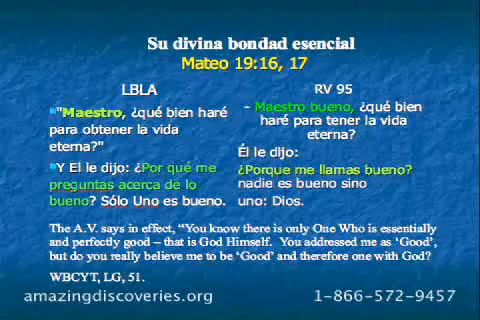 Su divina bondad esencial
Mateo 19:16, 17
LBLA
"Maestro, ¿qué bien haré
para obtener la vida
eterna?"
Y El le dijo: ¿Por qué me
preguntas acerca de lo
bueno? Sólo Uno es bueno.
RV 95
- Maestro bueno, ¿qué bien
haré para tener la vida
eterna?
Él le dijo:
¿Porque me llamas bueno?
nadie es bueno sino
uno: Dios.
The A.V. says in effect, “You know there is only One Who is essentially
and perfectly good – that is God Himself. You addressed me as ‘Good’,
but do you really believe me to be ‘Good’ and therefore one with God?
WBCYT, LG, 51.
amazingdiscoveries.org
1-866-572-9457